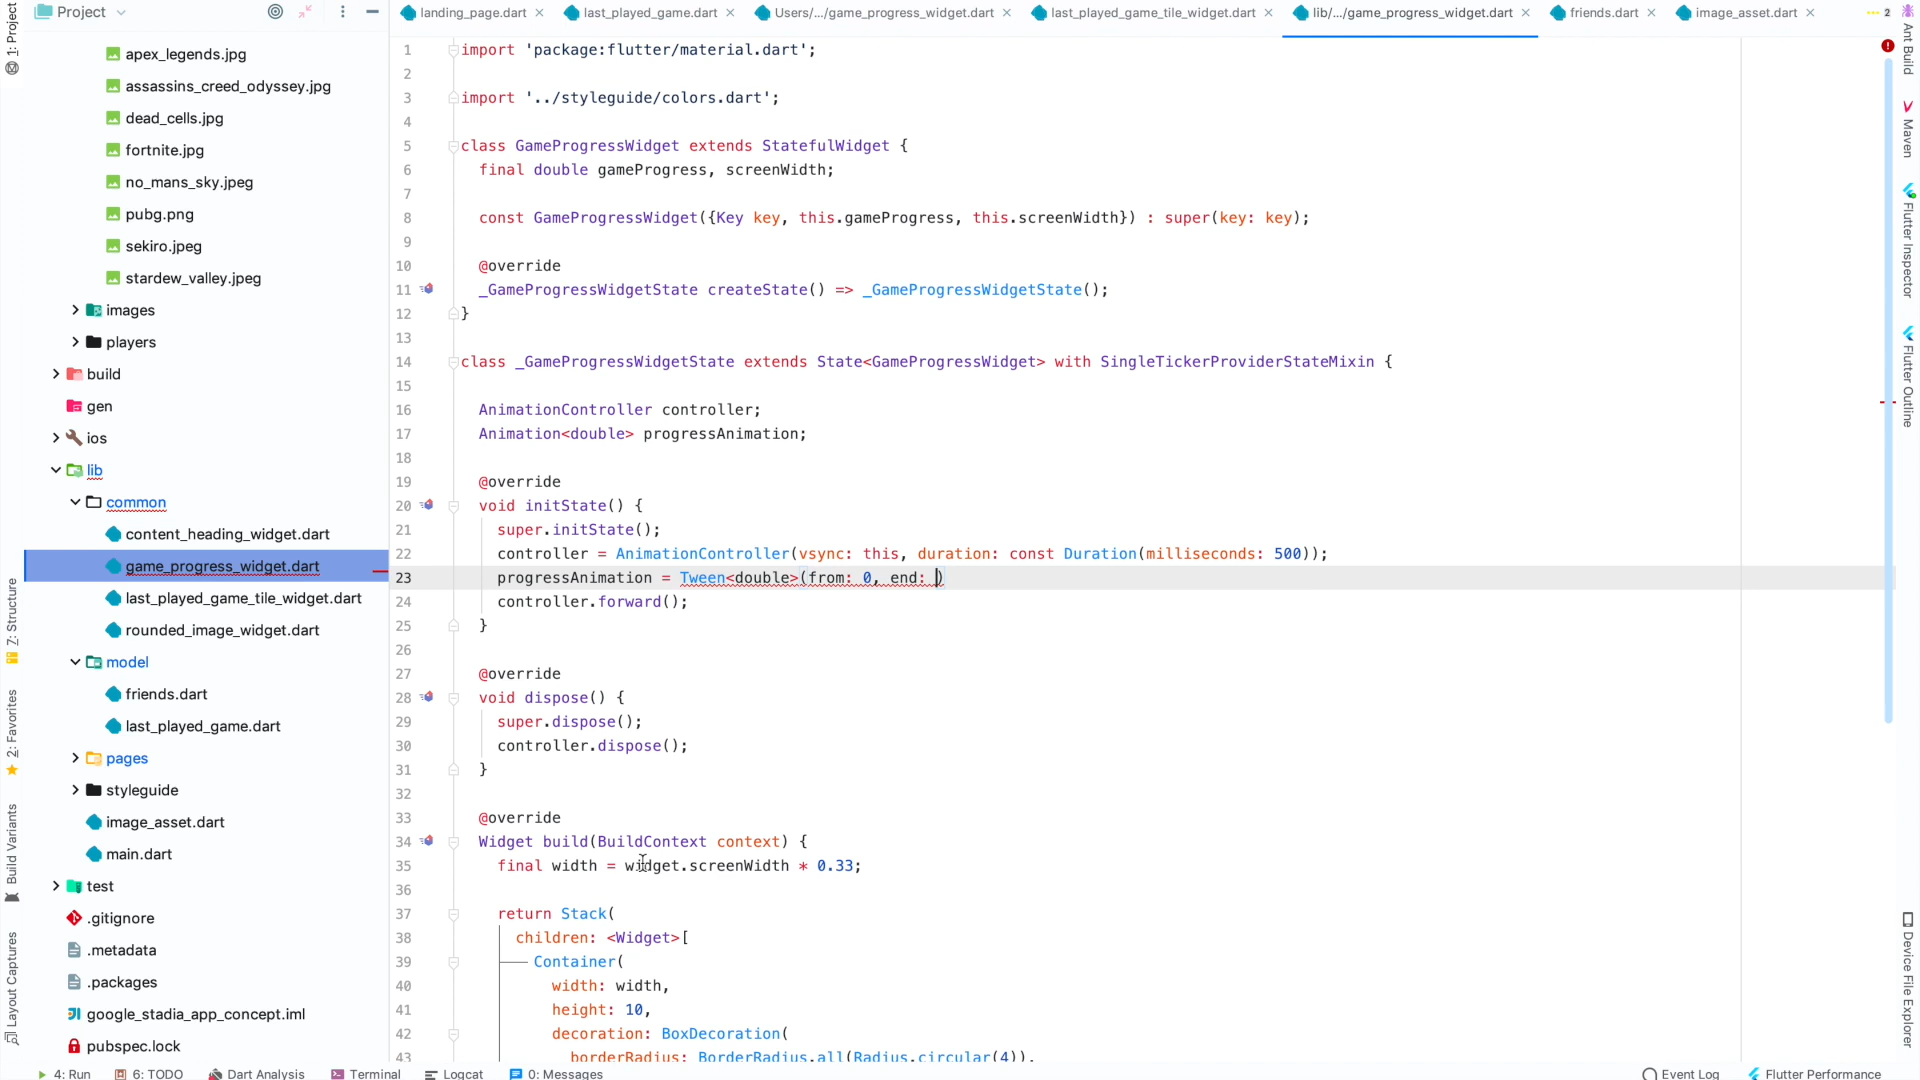 Project
landing_page.dart
last_played_game.dart
Users/.../game_progress_widget.dart
last_played_game_tile_widget.dart
lib/.../game_progress_widget.dart
friends.dart
image_asset.dart
2
1: Project
7: Structure
2: Favorites
Build Variants
Layout Captures
apex_legends.jpg
assassins_creed_odyssey.jpg
dead_cells.jpg
fortnite.jpg
no_mans_sky.jpeg
pubg.png
sekiro.jpeg
stardew_valley.jpeg
images
players
build
gen
ios
lib
common
content_heading_widget.dart
game_progress_widget.dart
last_played_game_tile_widget.dart
rounded_image_widget.dart
model
friends.dart
last_played_game.dart
pages
styleguide
image_asset.dart
main.dart
test
.gitignore
.metadata
.packages
google_stadia_app_concept.iml
pubspec.lock
1 import 'package:flutter/material.dart';
2
3 import '../styleguide/colors.dart';
4
5 class GameProgressWidget extends StatefulWidget {
6 final double gameProgress, screenWidth;
7
8 const GameProgressWidget({Key key, this.gameProgress, this.screenWidth}) : super(key: key);
9
10 @override
11 _GameProgressWidgetState createState() => _GameProgressWidgetState();
12 }
13
14 class _GameProgressWidgetState extends State<GameProgressWidget> with SingleTickerProviderStateMixin {
15
16 AnimationController controller;
17 Animation<double> progressAnimation;
18
19 @override
20 void initState() {
21 super.initState();
22 controller = AnimationController(vsync: this, duration: const Duration(milliseconds: 500));
23 progressAnimation = Tween<double>(from: 0, end: )
24 controller.forward();
25 }
26
27 @override
28 void dispose() {
29 super.dispose();
30 controller.dispose();
31 }
32
33 @override
34 Widget build(BuildContext context) {
35 final width = widget.screenWidth * 0.33;
36
37 return Stack(
38 children: <Widget>[
39 Container(
40 width: width,
41 height: 10,
42 decoration: BoxDecoration(
43 borderRadius: BorderRadius.all(Radius.circular(4)),
Ant Build
Maven
Flutter Inspector
Flutter Outline
Device File Explorer
4: Run
6: TODO
Dart Analysis
Terminal
Logcat
0: Messages
Event Log
Flutter Performance